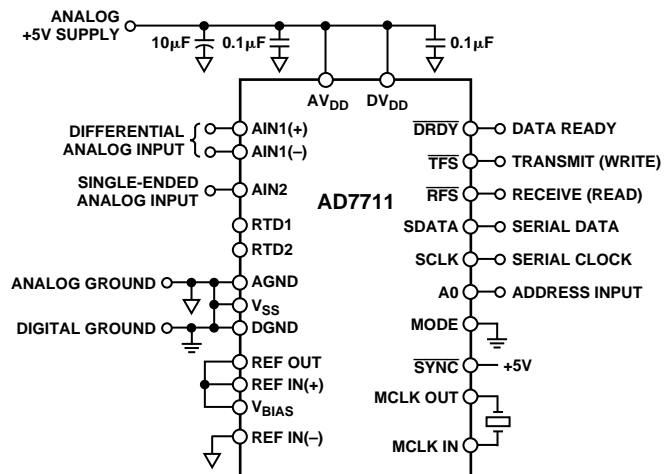 ANALOG
+5V SUPPLY
10μF
0.1μF
0.1μF
AVDD
DVDD
DIFFERENTIAL
ANALOG INPUT
AIN1(+)
AIN1(–)
SINGLE-ENDED
ANALOG INPUT
AIN2
RTD1
RTD2
ANALOG GROUND
AGND
VSS
DIGITAL GROUND
DGND
REF OUT
REF IN(+)
VBIAS
REF IN(–)
AD7711
DRDY
DATA READY
TFS
TRANSMIT (WRITE)
RFS
RECEIVE (READ)
SDATA
SERIAL DATA
SCLK
SERIAL CLOCK
A0
ADDRESS INPUT
MODE
SYNC
+5V
MCLK OUT
MCLK IN